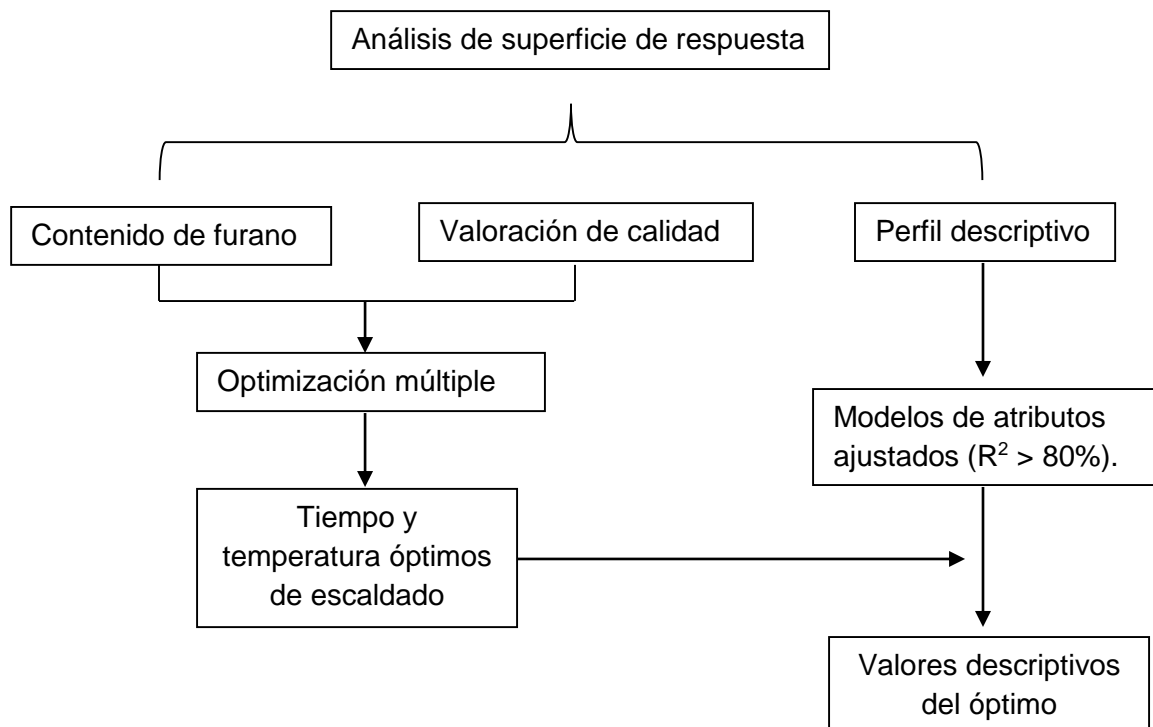 Análisis de superficie de respuesta
Contenido de furano
Valoración de calidad
Perfil descriptivo
Optimización múltiple
Modelos de atributos
ajustados (R² > 80%).
Tiempo y
temperatura óptimos
de escaldado
Valores descriptivos
del óptimo